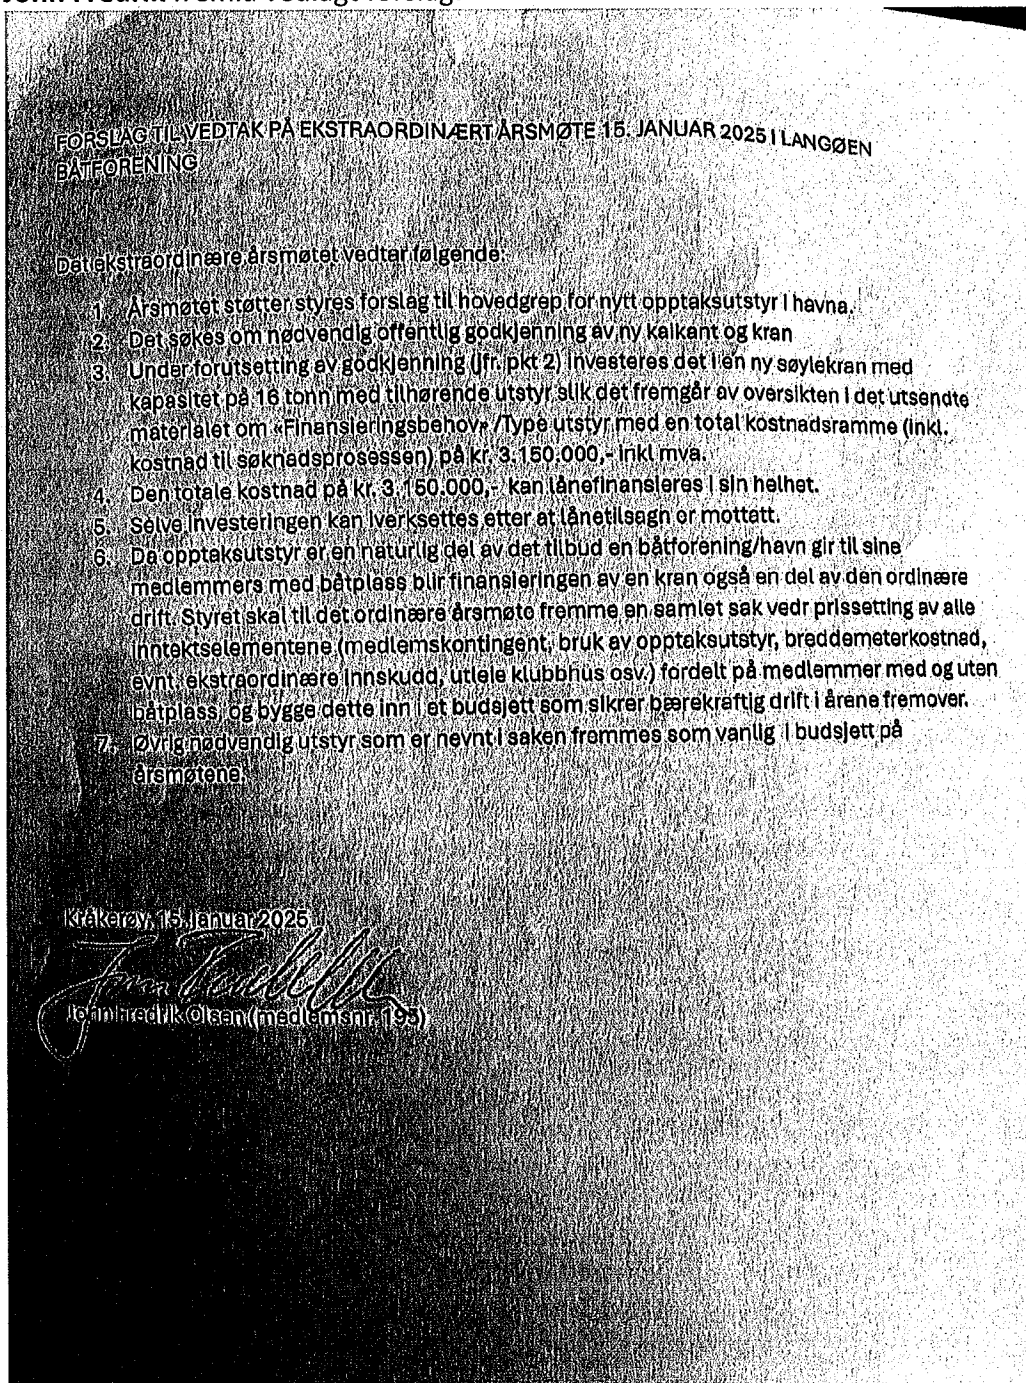 FORSLAG TIL VEDTAK PÅ EKSTRAORDINÆRT ÅRSMØTE 15. JANUAR 2025 I LANGØEN
BÅTFORENING
Det ekstraordinære årsmøtet vedtar følgende:
1. Årsmøtet støtter styres forslag til hovedgrep for nytt opptaksutstyr i havna.
2. Det søkes om nødvendig offentlig godkjenning av ny kaikant og kran
3. Under forutsetting av godkjenning (jfr. pkt 2) investeres det i en ny søylekran med
kapasitet på 16 tonn med tilhørende utstyr slik det fremgår av oversikten i det utsendte
materialet om «Finansieringsbehov» /Type utstyr med en total kostnadsramme (inkl.
kostnad til søknadsprosessen) på kr. 3.150.000,- inkl mva.
4. Den totale kostnad på kr. 3.150.000,- kan lånefinansieres i sin helhet.
5. Selve investeringen kan iverksettes etter at lånetilsagn er mottatt.
6. Da opptaksutstyr er en naturlig del av det tilbud en båtforening/havn gir til sine
medlemmers med båtplass blir finansieringen av en kran også en del av den ordinære
drift. Styret skal til det ordinære årsmøte fremme en samlet sak vedr prissetting av alle
inntektselementene (medlemskontingent, bruk av opptaksutstyr, breddemeterkostnad,
evnt. ekstraordinære innskudd, utleie klubbhus osv.) fordelt på medlemmer med og uten
båtplass, og bygge dette inn i et budsjett som sikrer bærekraftig drift i årene fremover.
7. Øvrig nødvendig utstyr som er nevnt i saken fremmes som vanlig i budsjett på
årsmøtene.
Kråkerøy, 15. januar 2025
John Fredrik Olsen (medlemsnr. 195)